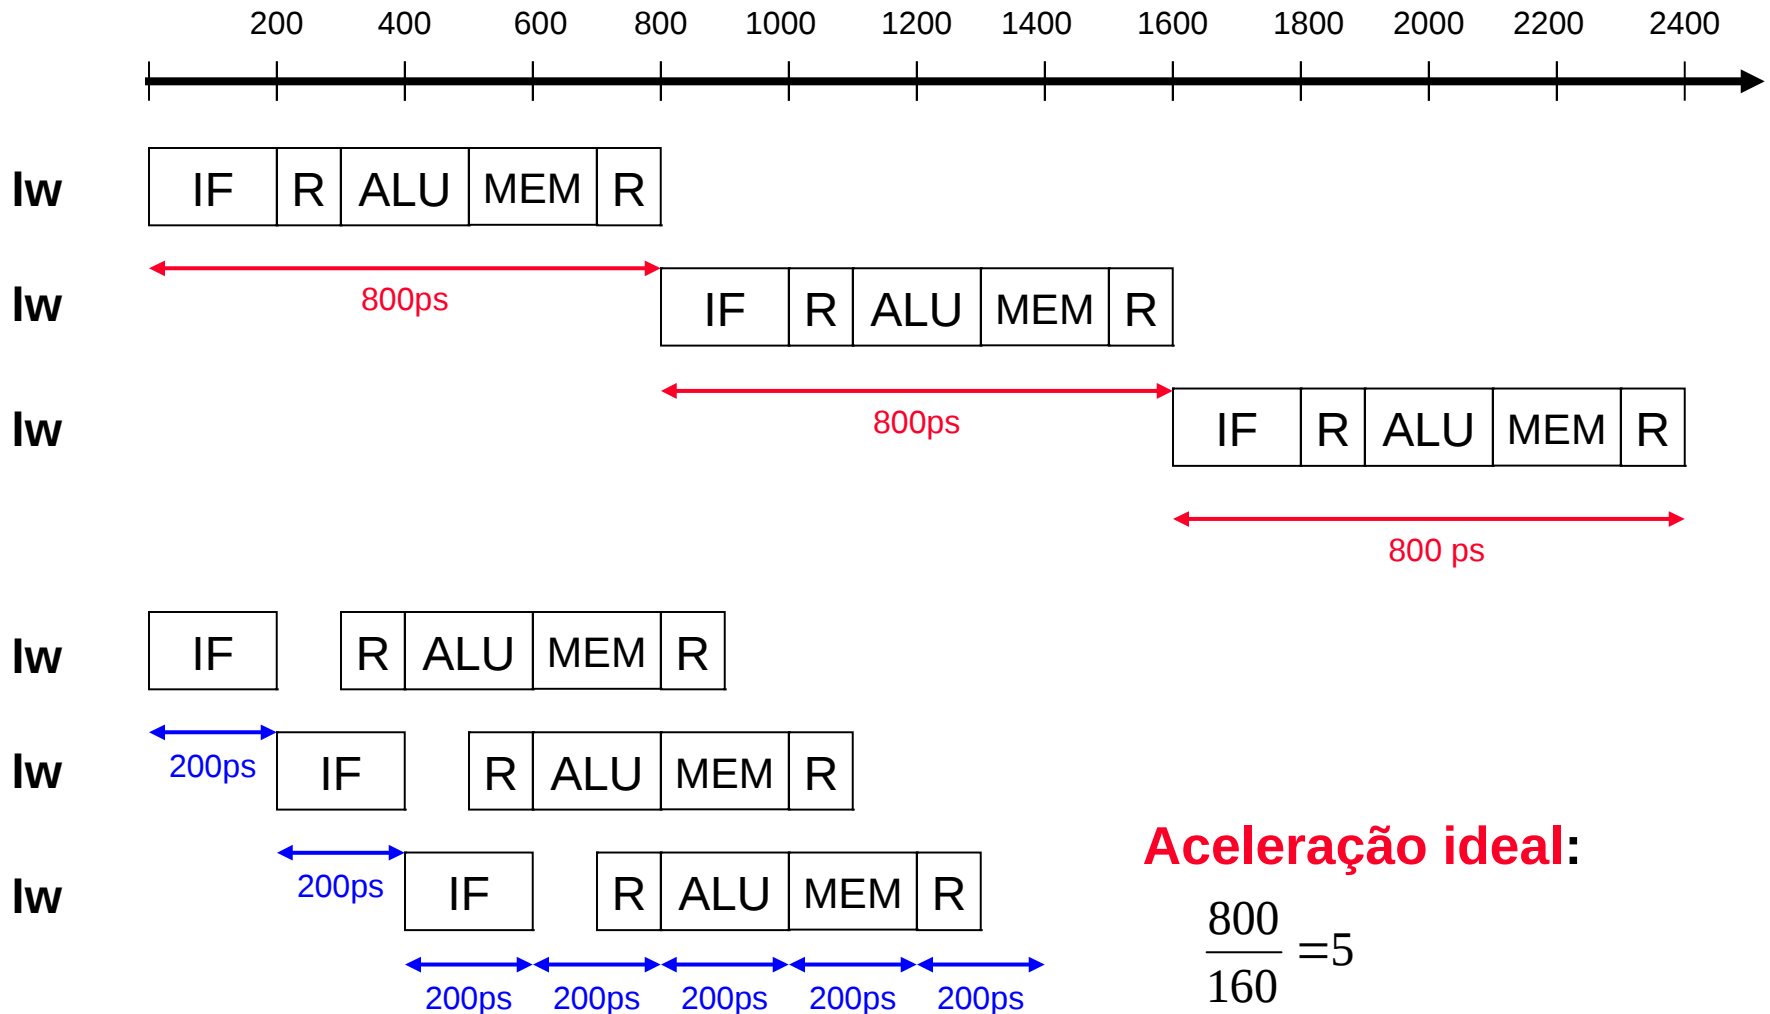 200 400 600 800 1000 1200 1400 1600 1800 2000 2200 2400
lw IF R ALU MEM R
800ps
lw IF R ALU MEM R
800ps
lw IF R ALU MEM R
800 ps
lw IF R ALU MEM R
200ps
lw IF R ALU MEM R
200ps
lw IF R ALU MEM R
200ps 200ps 200ps 200ps 200ps
Aceleração ideal:
800
160
=5